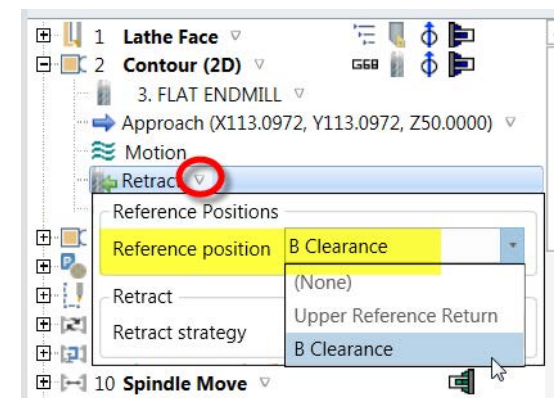 1 Lathe Face
2 Contour (2D) G68
3. FLAT ENDMILL
Approach (X113.0972, Y113.0972, Z50.0000)
Motion
Retract
Reference Positions
Reference position B Clearance
(None)
Upper Reference Return
B Clearance
Retract
Retract strategy
10 Spindle Move